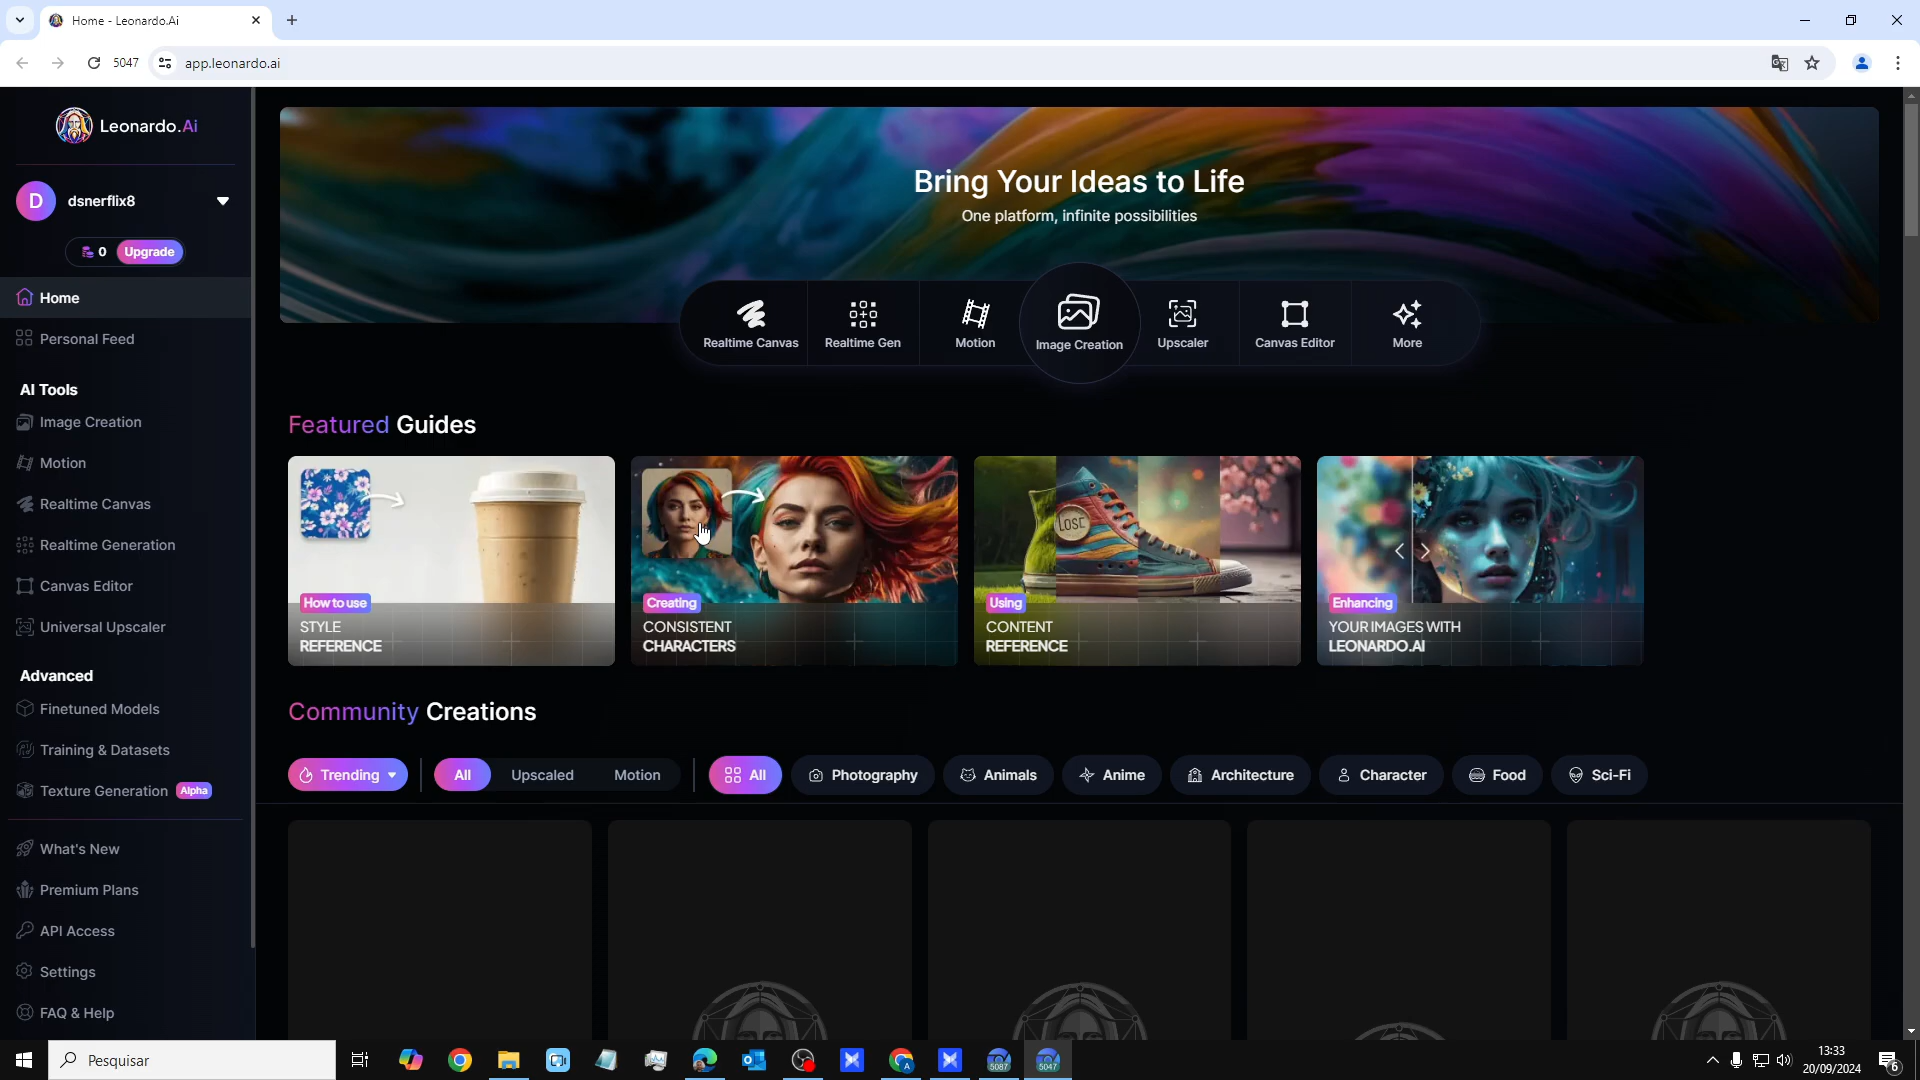 Home - Leonardo.Ai
5047
app.leonardo.ai
Leonardo.Ai
D
dsnerflix8
0
Upgrade
Home
Personal Feed
AI Tools
Image Creation
Motion
Realtime Canvas
Realtime Generation
Canvas Editor
Universal Upscaler
Advanced
Finetuned Models
Training & Datasets
Texture Generation
Alpha
What's New
Premium Plans
API Access
Settings
FAQ & Help
Bring Your Ideas to Life
One platform, infinite possibilities
Realtime Canvas
Realtime Gen
Motion
Image Creation
Upscaler
Canvas Editor
More
Featured Guides
How to use
STYLE
REFERENCE
Creating
CONSISTENT
CHARACTERS
LOSC
Using
CONTENT
REFERENCE
Enhancing
YOUR IMAGES WITH
LEONARDO.AI
Community Creations
Trending
All
Upscaled
Motion
All
Photography
Animals
Anime
Architecture
Character
Food
Sci-Fi
Pesquisar
A
5087
5047
13:33
20/09/2024
6